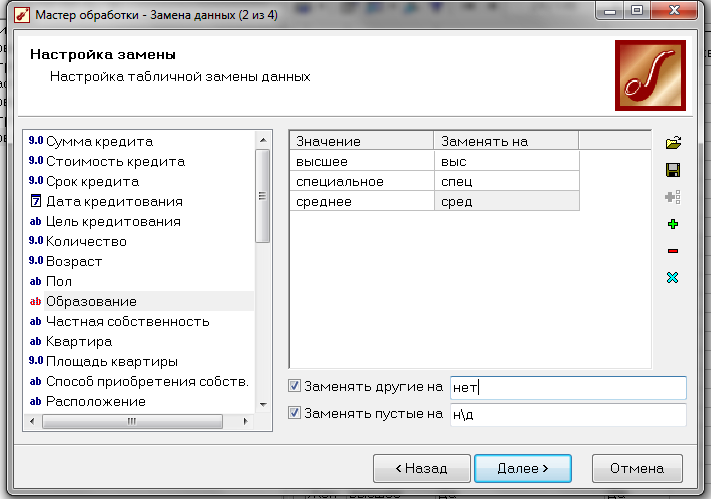 Мастер обработки - Замена данных (2 из 4)
Настройка замены
Настройка табличной замены данных
9.0 Сумма кредита
9.0 Стоимость кредита
9.0 Срок кредита
7 Дата кредитования
ab Цель кредитования
9.0 Количество
9.0 Возраст
ab Пол
ab Образование
ab Частная собственность
ab Квартира
9.0 Площадь квартиры
ab Способ приобретения собств.
ab Расположение
Значение Заменять на
высшее выс
специальное спец
среднее сред
Заменять другие на нет
Заменять пустые на н\д
< Назад Далее > Отмена